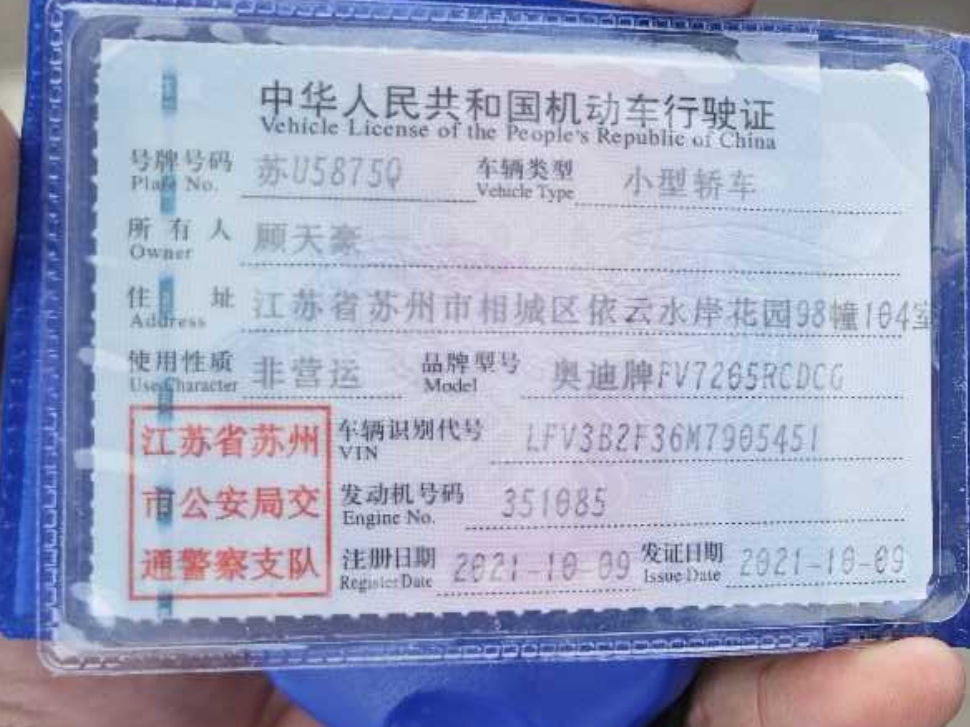 中华人民共和国机动车行驶证
Vehicle License of the People's Republic of China
号牌号码 苏U5875Q 车辆类型 小型轿车
Plate No. Vehicle Type
所有人 顾天豪
Owner
住址 江苏省苏州市相城区依云水岸花园98幢104室
Address
使用性质 非营运 品牌型号 奥迪牌FV7205RCDCG
Use Character Model
江苏省苏州 车辆识别代号 LFV3B2F36M7905451
VIN
市公安局交 发动机号码 351085
Engine No.
通警察支队 注册日期 2021-10-09 发证日期 2021-10-09
Register Date Issue Date